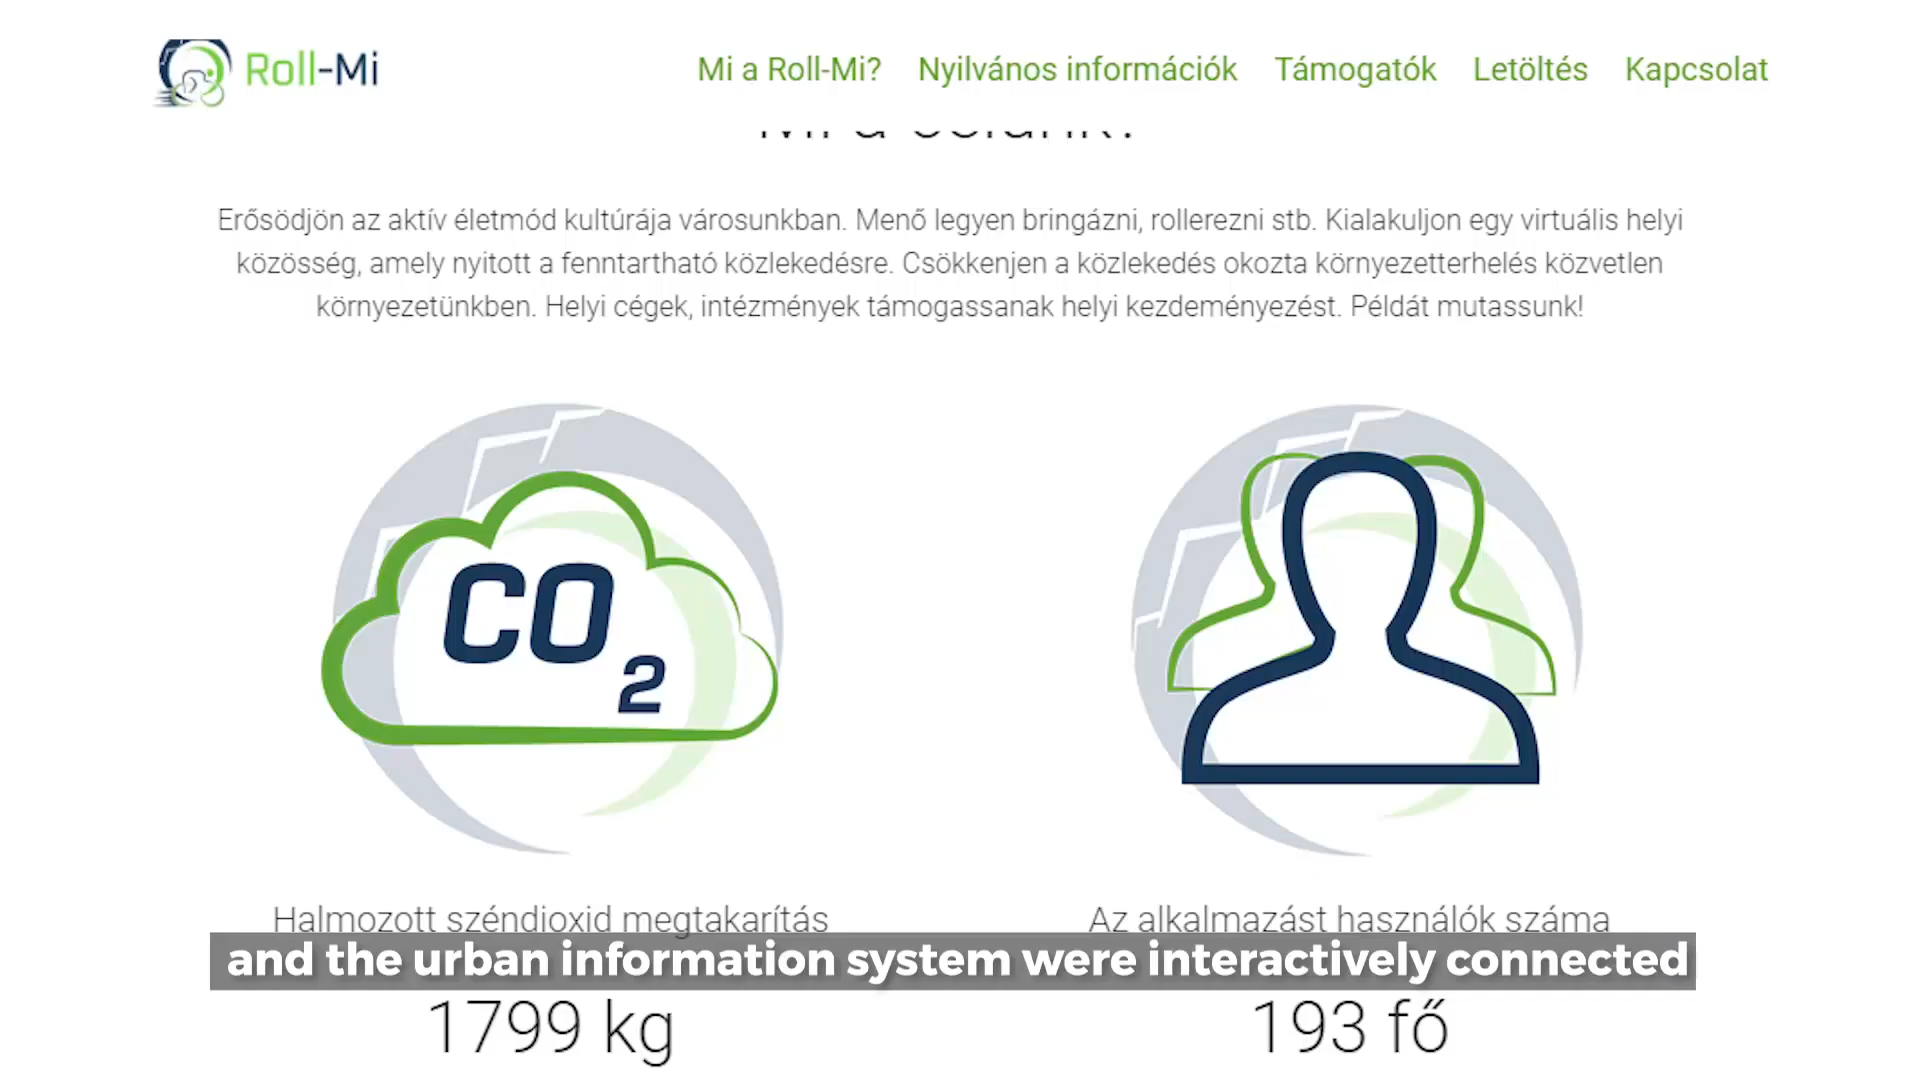 Roll-Mi
Mi a Roll-Mi? Nyilvános információk Támogatók Letöltés Kapcsolat
Mi a célunk?
Erősödjön az aktív életmód kultúrája városunkban. Menő legyen bringázni, rollerezni stb. Kialakuljon egy virtuális helyi
közösség, amely nyitott a fenntartható közlekedésre. Csökkenjen a közlekedés okozta környezetterhelés közvetlen
környezetünkben. Helyi cégek, intézmények támogassanak helyi kezdeményezést. Példát mutassunk!
CO2
Halmozott széndioxid megtakarítás
Az alkalmazást használók száma
and the urban information system were interactively connected
1799 kg
193 fő